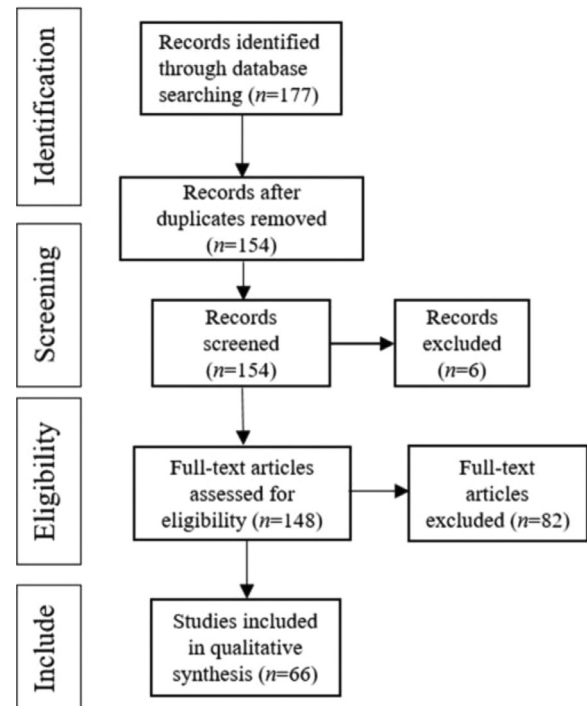 Identification
Records identified
through database
searching (n=177)
Records after
duplicates removed
(n=154)
Screening
Records
screened
(n=154)
Records
excluded
(n=6)
Eligibility
Full-text articles
assessed for
eligibility (n=148)
Full-text
articles
excluded (n=82)
Include
Studies included
in qualitative
synthesis (n=66)